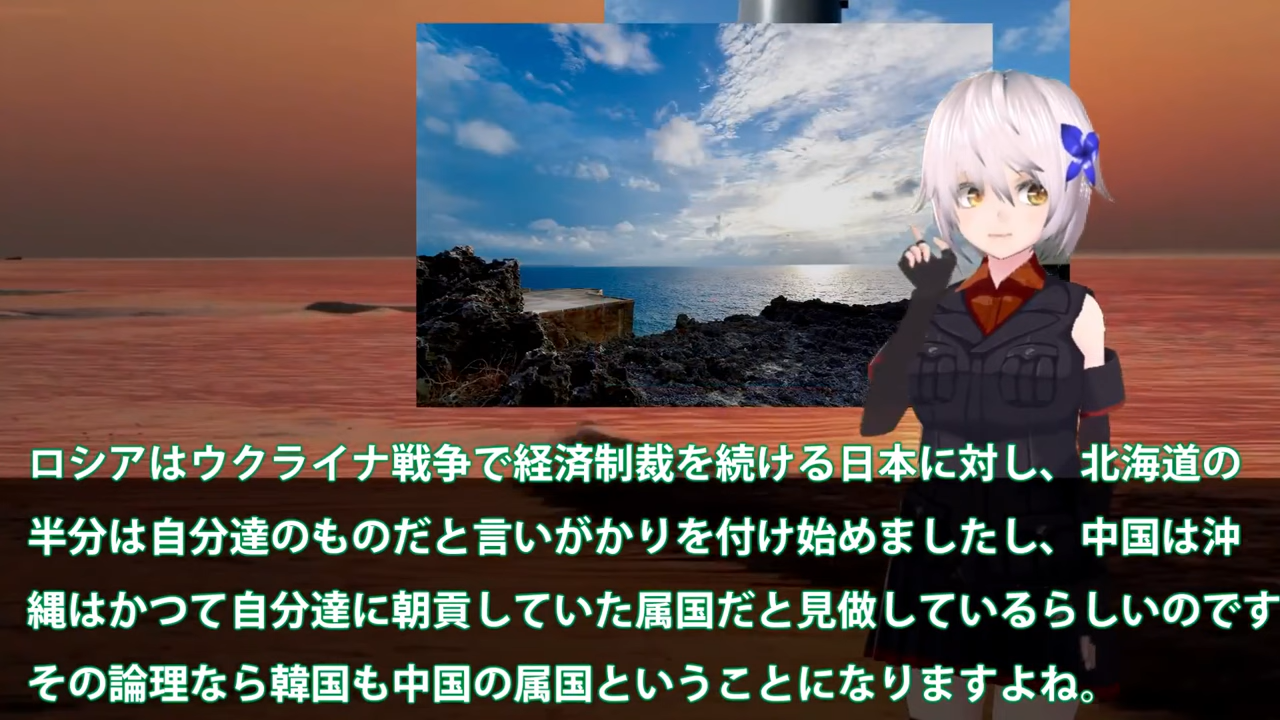 ロシアはウクライナ戦争で経済制裁を続ける日本に対し、北海道の
半分は自分達のものだと言いがかりを付け始めましたし、中国は沖
縄はかつて自分達に朝貢していた属国だと見做しているらしいのです
その論理なら韓国も中国の属国ということになりますよね。